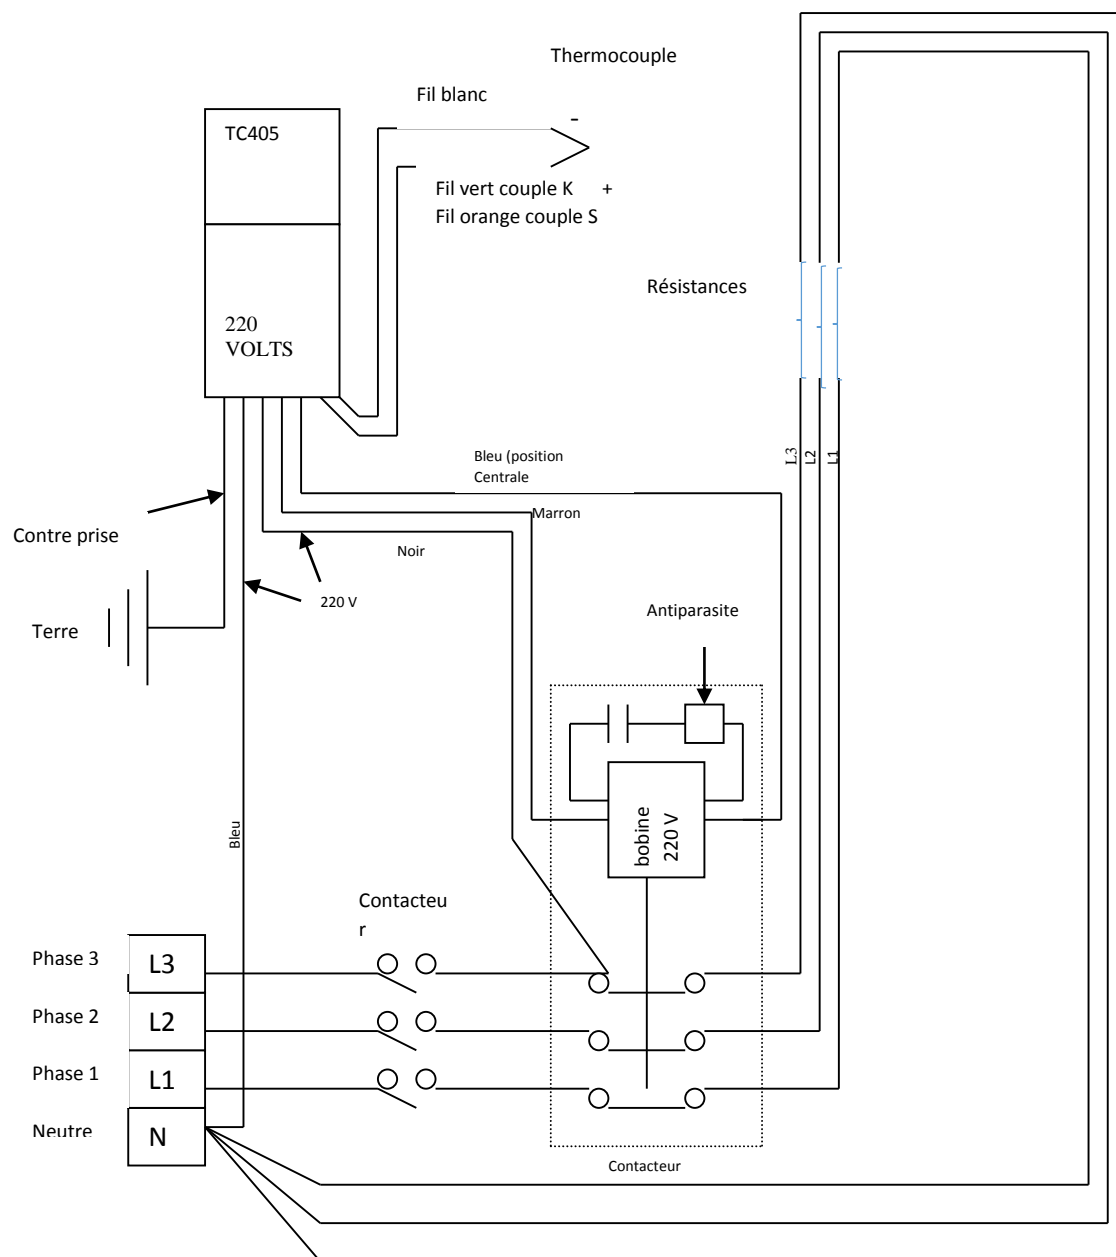 Thermocouple
Fil blanc
-
TC405
Fil vert couple K +
Fil orange couple S
Résistances
220
VOLTS
L3
L2
L1
Bleu (position
Centrale
Marron
Contre prise
Noir
220 V
Antiparasite
Terre
bobine
220 V
Bleu
Contacteu
r
Phase 3
L3
Phase 2
L2
Phase 1
L1
Neutre
N
Contacteur